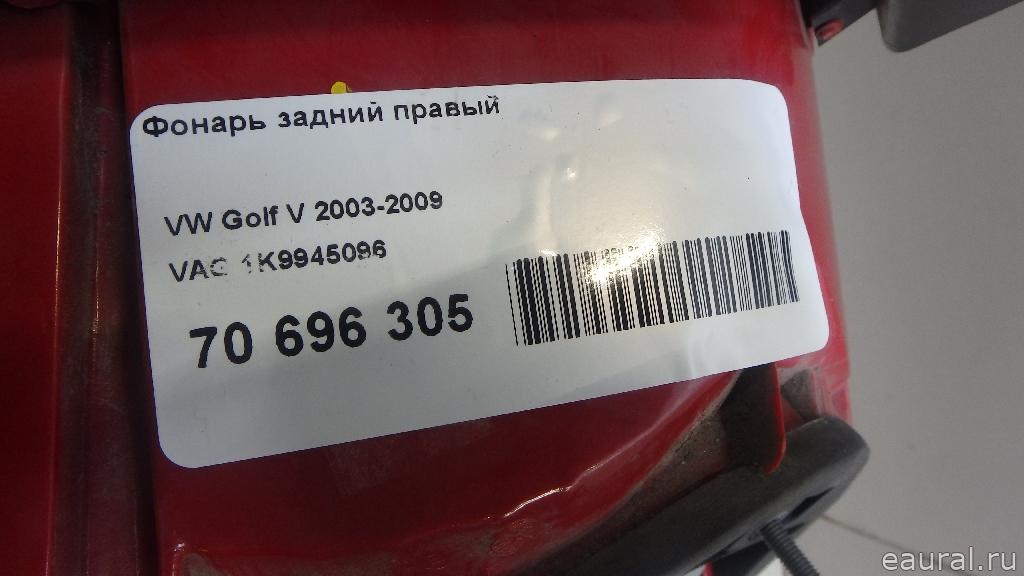 Фонарь задний правый
VW Golf V 2003-2009
VAG 1K9945096
70 696 305
eaural.ru